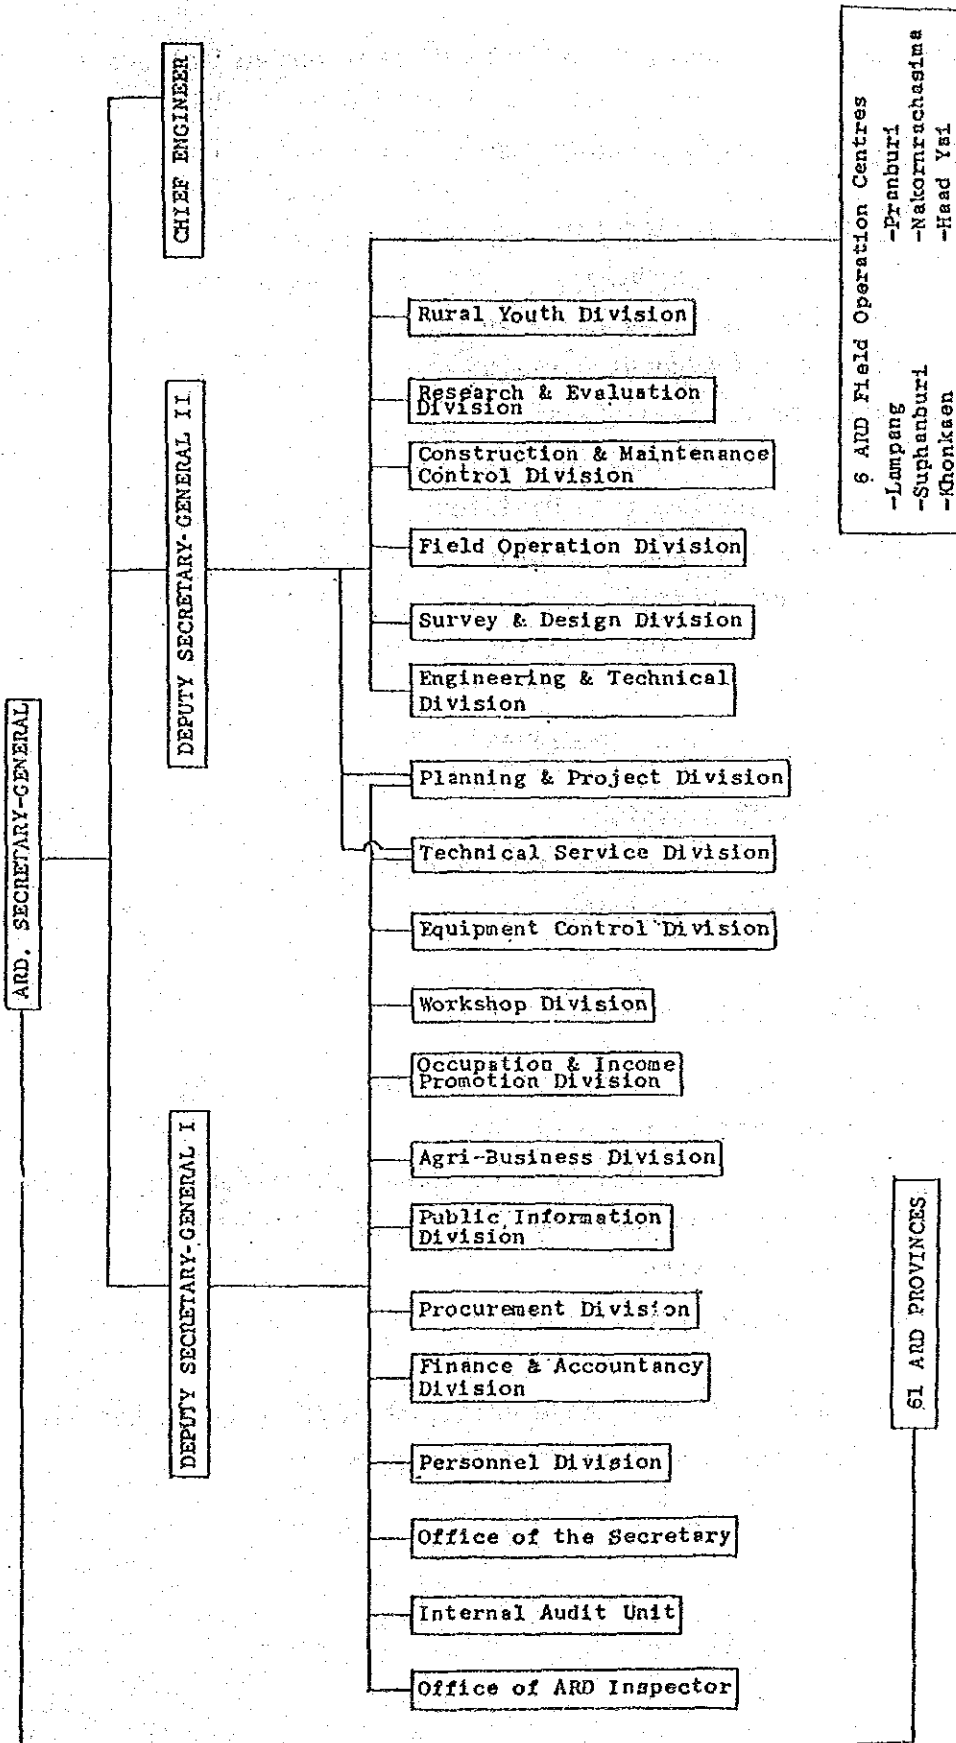 ARD. SECRETARY-GENERAL
CHIEF ENGINEER
DEPUTY SECRETARY-GENERAL II
DEPUTY SECRETARY-GENERAL I
Rural Youth Division
Research & Evaluation
Division
Construction & Maintenance
Control Division
Field Operation Division
Survey & Design Division
Engineering & Technical
Division
Planning & Project Division
Technical Service Division
Equipment Control Division
Workshop Division
Occupation & Income
Promotion Division
Agri-Business Division
Public Information
Division
Procurement Division
Finance & Accountancy
Division
Personnel Division
Office of the Secretary
Internal Audit Unit
Office of ARD Inspector
6 ARD Field Operation Centres
-Lampang -Pranburi
-Suphanburi -Nakornrachasima
-Khonkaen -Haad Yai
61 ARD PROVINCES